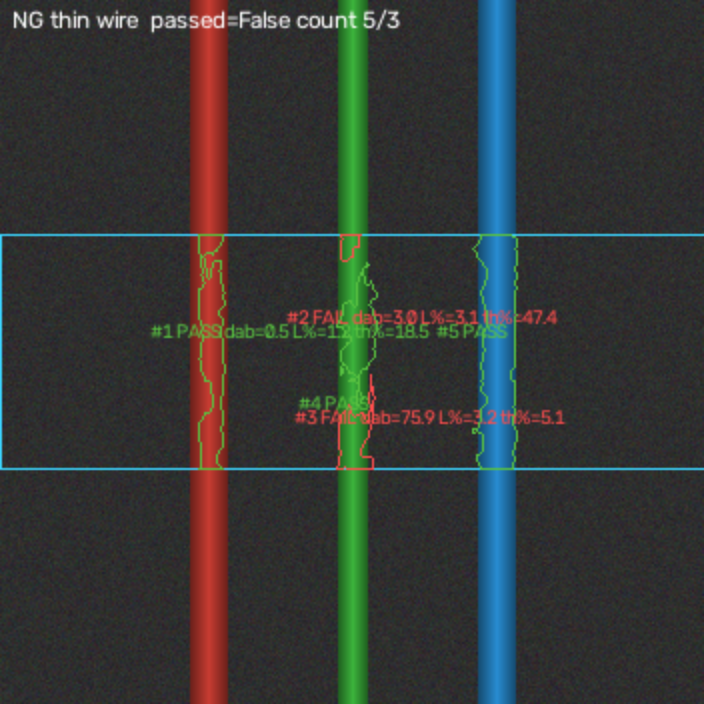 NG thin wire passed=False count 5/3
#2 FAIL dab=3.0 L%=3.1 th%=47.4
#1 PASS dab=0.5 L%=1.2 th%=18.5 #5 PASS
#4 PASS
#3 FAIL dab=75.9 L%=3.2 th%=5.1